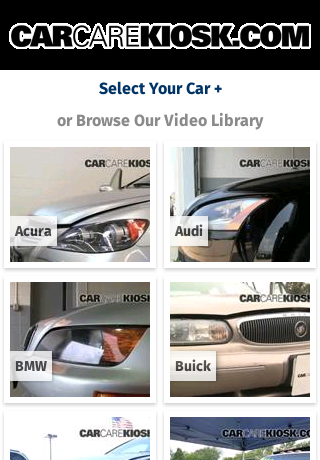 CARCAREKIOSK.COM
Select Your Car +
or Browse Our Video Library
CARCAREKIOSK
Acura
CARCAREKIOSK
Audi
CARCAREKIOSK
BMW
CARCAREKIOSK
Buick
CARCAREKIOSK
CARCAREKIOSK